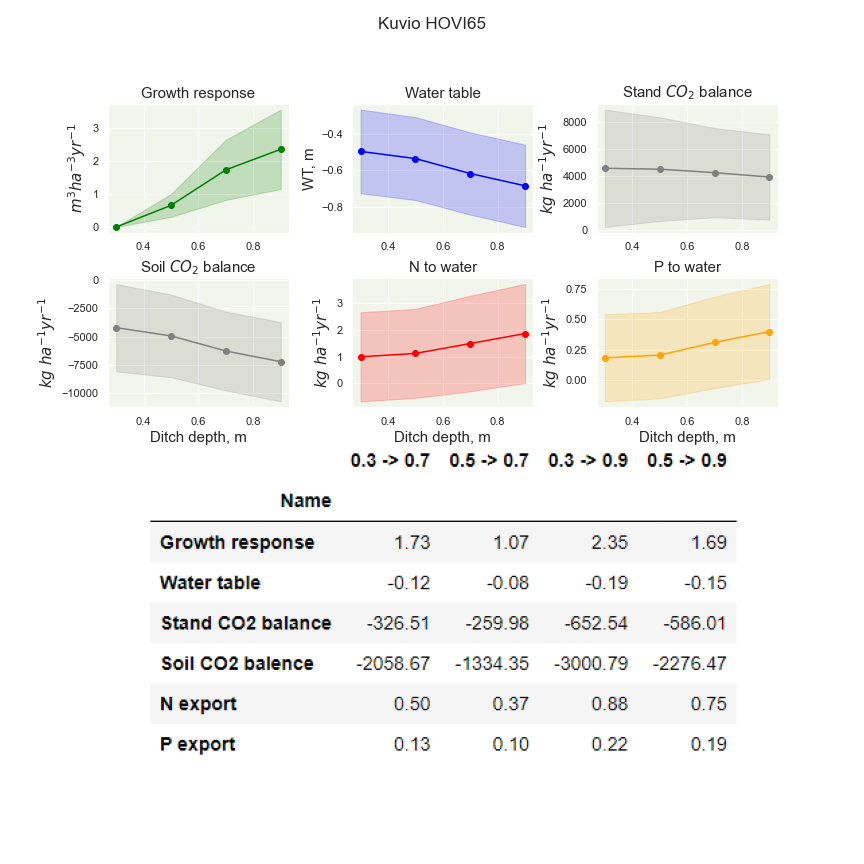 Kuvio HOVI65
Growth response
Water table
Stand CO₂ balance
m³ha⁻³yr⁻¹
3
2
1
0
0.4 0.6 0.8
WT, m
−0.4
−0.6
−0.8
0.4 0.6 0.8
kg ha⁻¹yr⁻¹
8000
6000
4000
2000
0
0.4 0.6 0.8
Soil CO₂ balance
N to water
P to water
kg ha⁻¹yr⁻¹
0
−2500
−5000
−7500
−10000
0.4 0.6 0.8
Ditch depth, m
kg ha⁻¹yr⁻¹
3
2
1
0
0.4 0.6 0.8
Ditch depth, m
kg ha⁻¹yr⁻¹
0.75
0.50
0.25
0.00
0.4 0.6 0.8
Ditch depth, m
0.3 -> 0.7 0.5 -> 0.7 0.3 -> 0.9 0.5 -> 0.9
Name
Growth response 1.73 1.07 2.35 1.69
Water table -0.12 -0.08 -0.19 -0.15
Stand CO2 balance -326.51 -259.98 -652.54 -586.01
Soil CO2 balence -2058.67 -1334.35 -3000.79 -2276.47
N export 0.50 0.37 0.88 0.75
P export 0.13 0.10 0.22 0.19